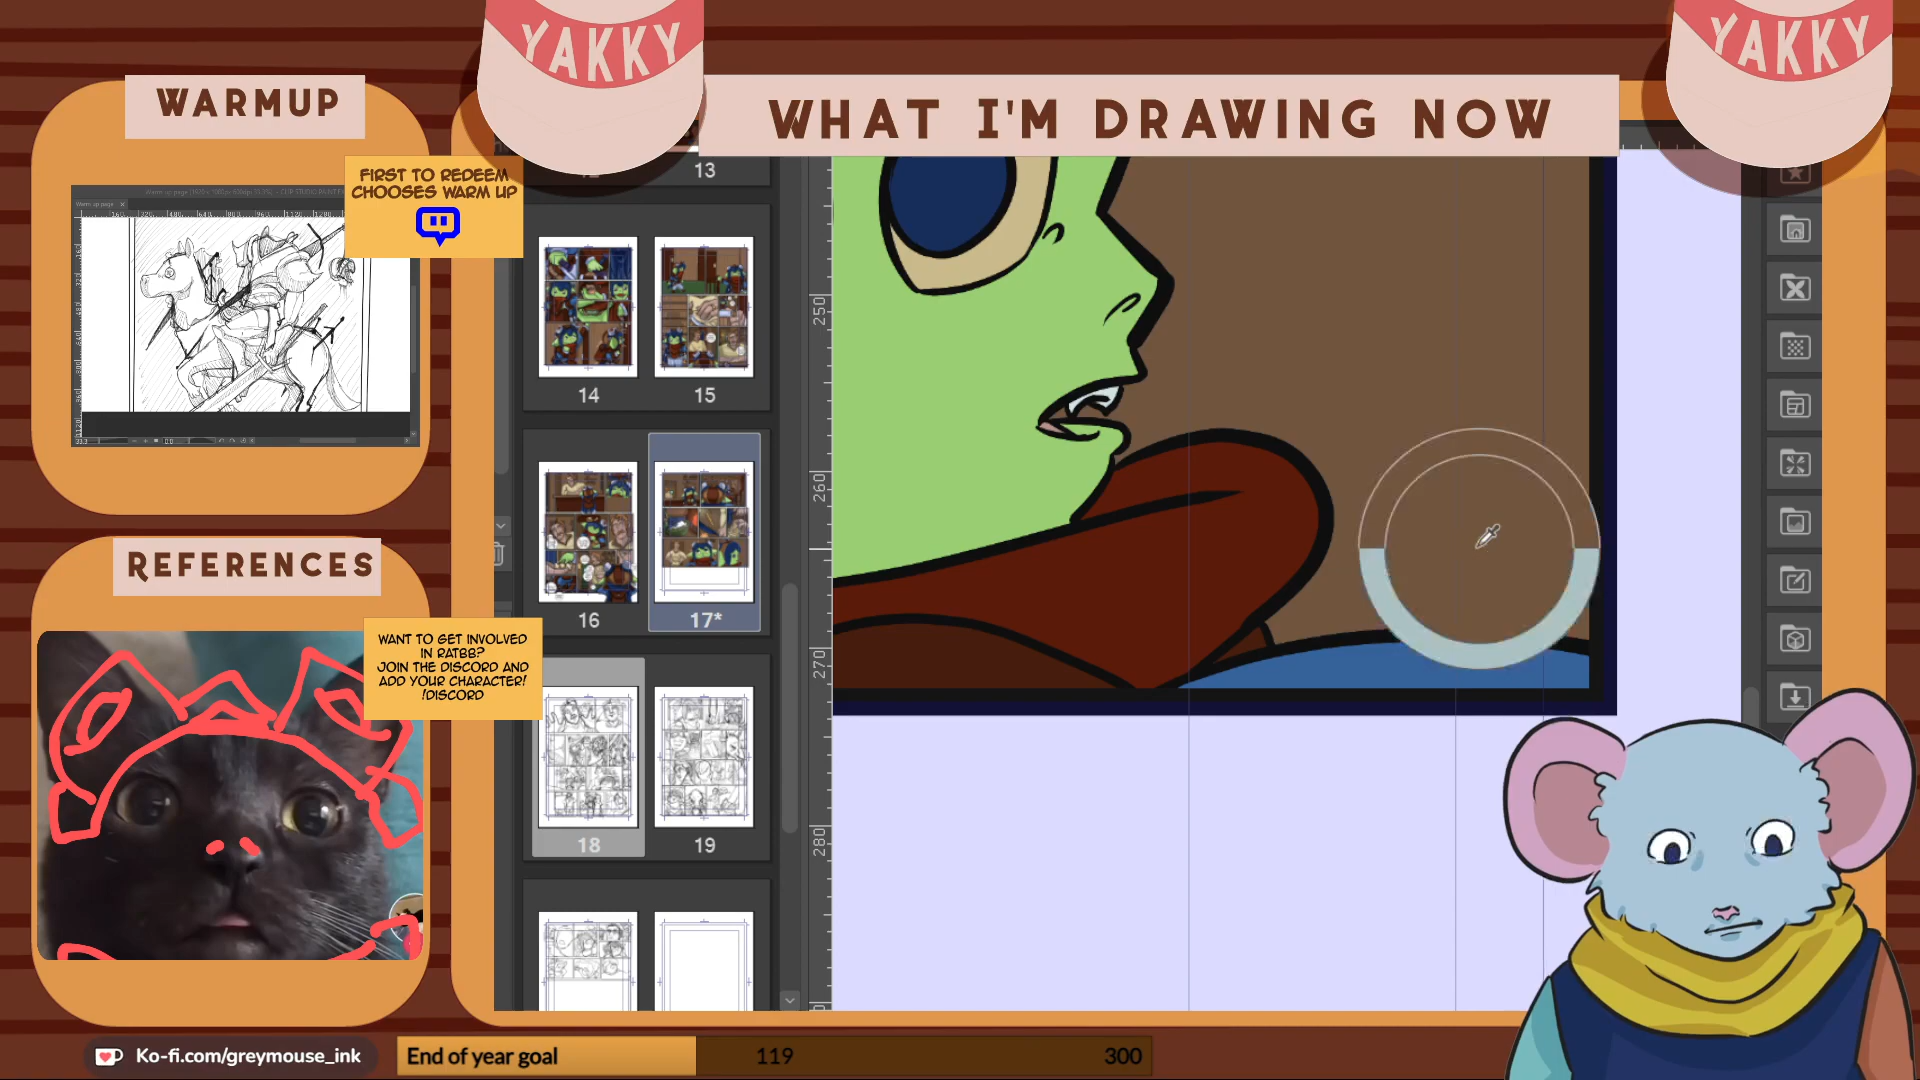 YAKKY
YAKKY
WARMUP
WHAT I'M DRAWING NOW
FIRST TO REDEEM
CHOOSES WARM UP
13
14
15
16
17*
18
19
250
260
270
280
REFERENCES
WANT TO GET INVOLVED
IN RATBB?
JOIN THE DISCORD AND
ADD YOUR CHARACTER!
!DISCORD
Ko-fi.com/greymouse_ink
End of year goal
119
300